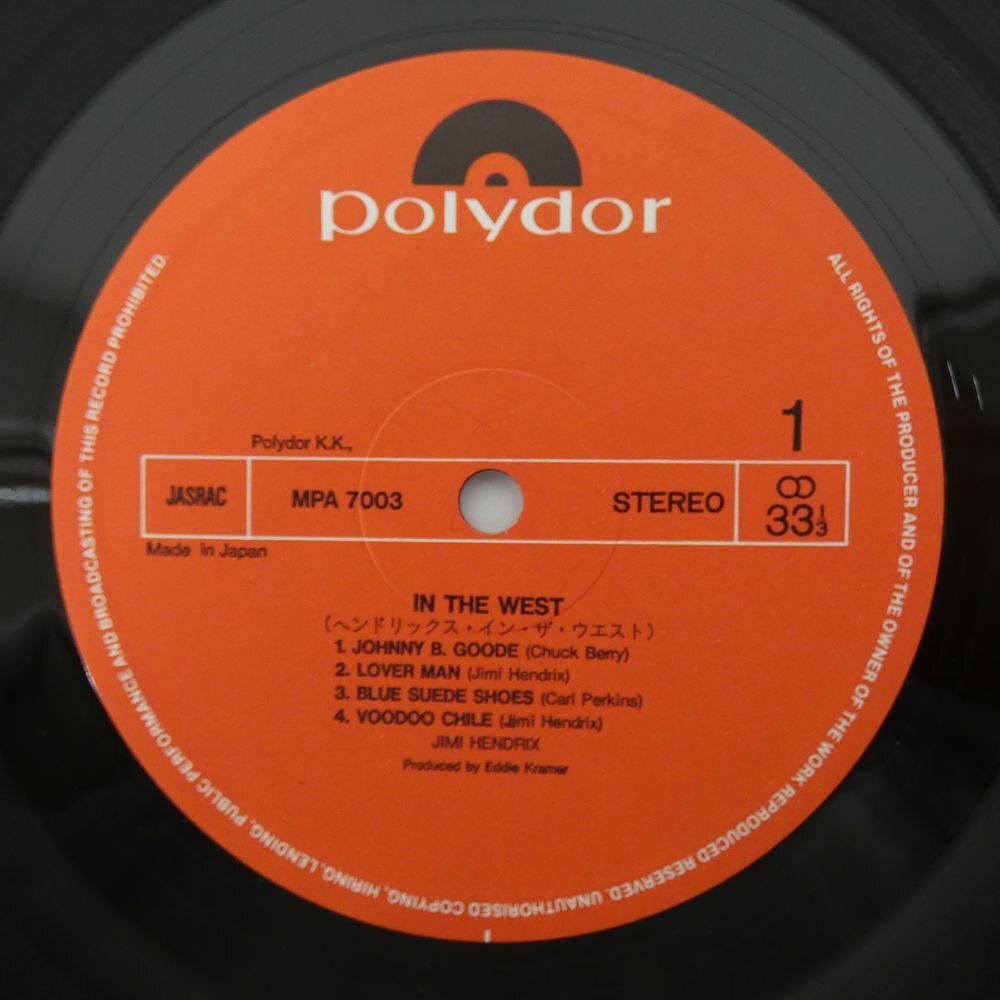 polydor
Polydor K.K.,
1
JASRAC
MPA 7003
STEREO
33 1/3
Made in Japan
IN THE WEST
(ヘンドリックス・イン・ザ・ウエスト)
1. JOHNNY B. GOODE (Chuck Berry)
2. LOVER MAN (Jimi Hendrix)
3. BLUE SUEDE SHOES (Carl Perkins)
4. VOODOO CHILE (Jimi Hendrix)
JIMI HENDRIX
Produced by Eddie Kramer
ALL RIGHTS OF THE PRODUCER AND OF THE OWNER OF THE WORK REPRODUCED RESERVED. UNAUTHORISED COPYING, HIRING, LENDING, PUBLIC PERFORMANCE AND BROADCASTING OF THIS RECORD PROHIBITED.